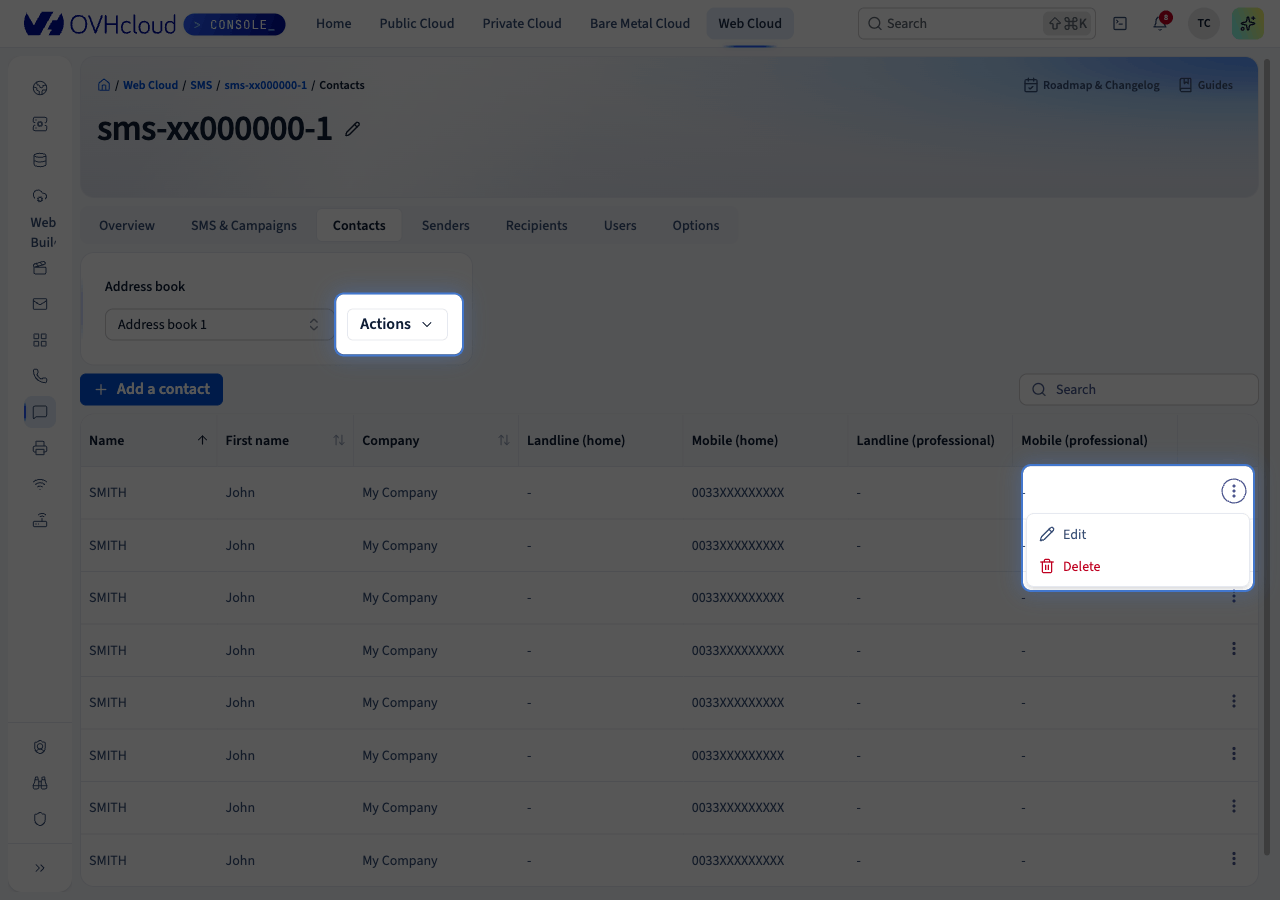 OVHcloud > CONSOLE_ Home Public Cloud Private Cloud Bare Metal Cloud Web Cloud Search ⇧⌘K 8 TC
/ Web Cloud / SMS / sms-xx000000-1 / Contacts Roadmap & Changelog Guides
sms-xx000000-1
Web
Overview SMS & Campaigns Contacts Senders Recipients Users Options
Address book
Address book 1 Actions
+ Add a contact Search
Name First name Company Landline (home) Mobile (home) Landline (professional) Mobile (professional)
SMITH John My Company - 0033XXXXXXXXX - -
Edit
SMITH John My Company - 0033XXXXXXXXX - -
Delete
SMITH John My Company - 0033XXXXXXXXX - -
SMITH John My Company - 0033XXXXXXXXX - -
SMITH John My Company - 0033XXXXXXXXX - -
SMITH John My Company - 0033XXXXXXXXX - -
SMITH John My Company - 0033XXXXXXXXX - -
SMITH John My Company - 0033XXXXXXXXX - -